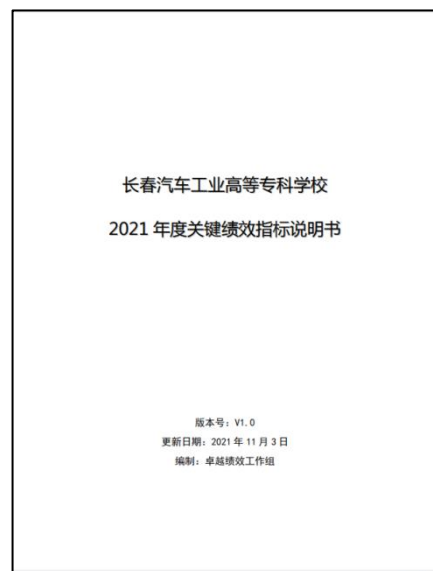 长春汽车工业高等专科学校
2021 年度关键绩效指标说明书
版本号：V1.0
更新日期：2021 年 11 月 3 日
编制：卓越绩效工作组